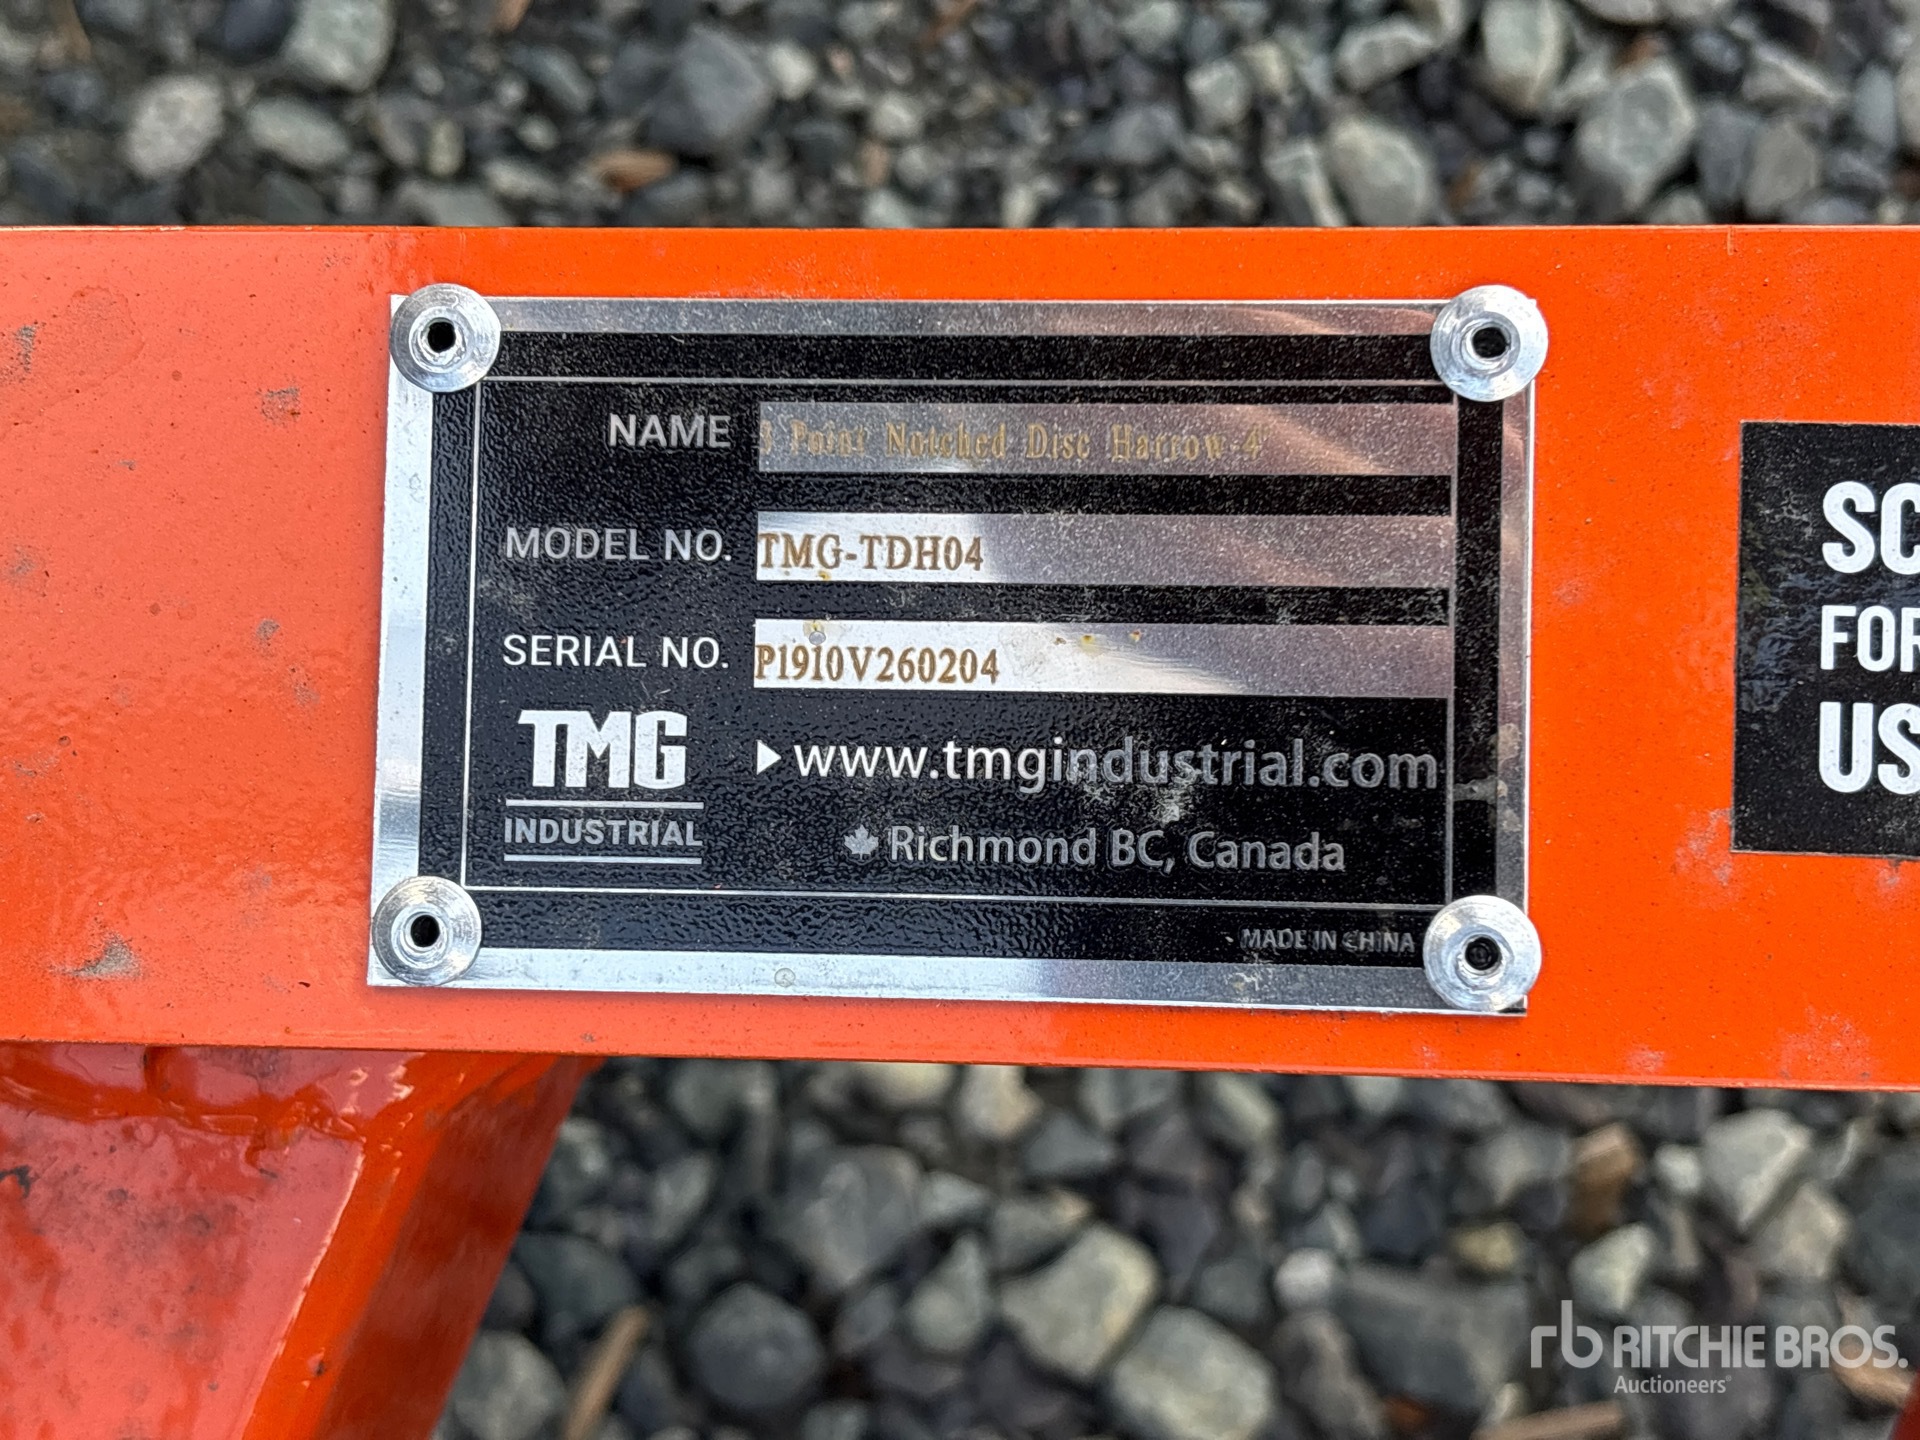 NAME 3 Point Notched Disc Harrow-4'
MODEL NO. TMG-TDH04
SERIAL NO. P1910V260204
TMG
INDUSTRIAL
www.tmgindustrial.com
Richmond BC, Canada
MADE IN CHINA
SC
FOR
US
rb RITCHIE BROS.
Auctioneers